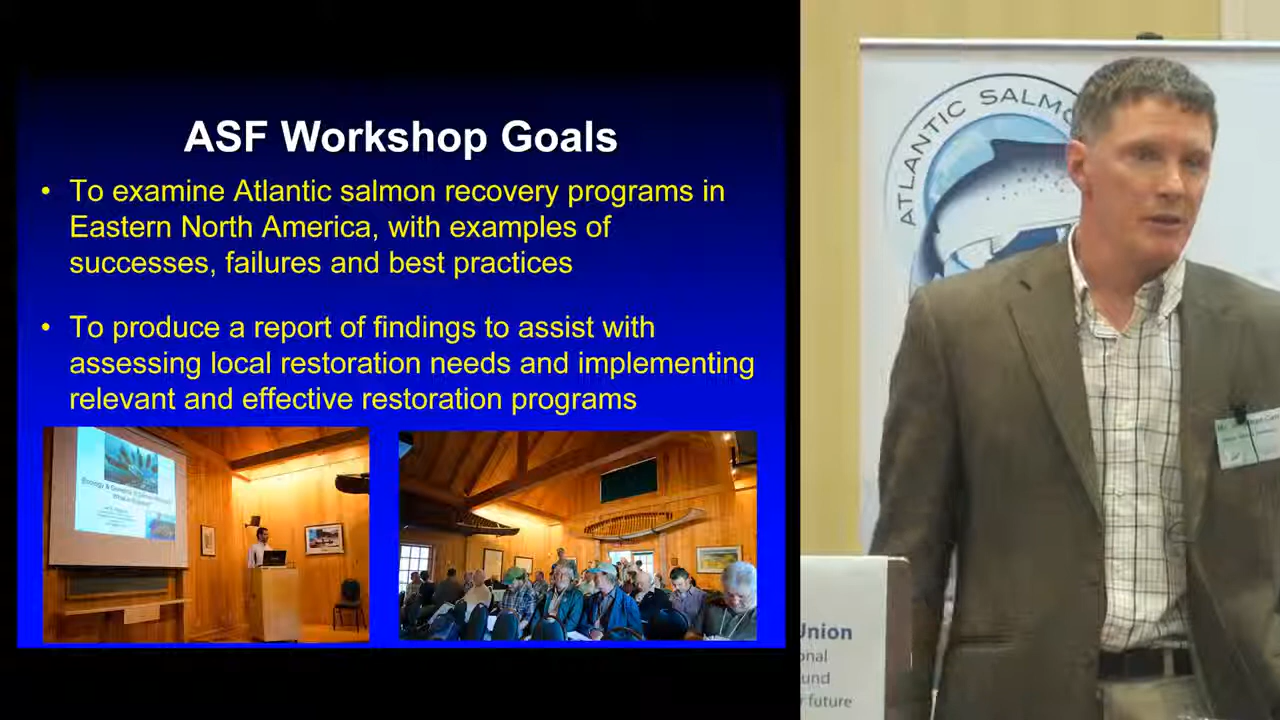 ASF Workshop Goals
• To examine Atlantic salmon recovery programs in
Eastern North America, with examples of
successes, failures and best practices
• To produce a report of findings to assist with
assessing local restoration needs and implementing
relevant and effective restoration programs
ATLANTIC SALMO
Union
onal
und
future